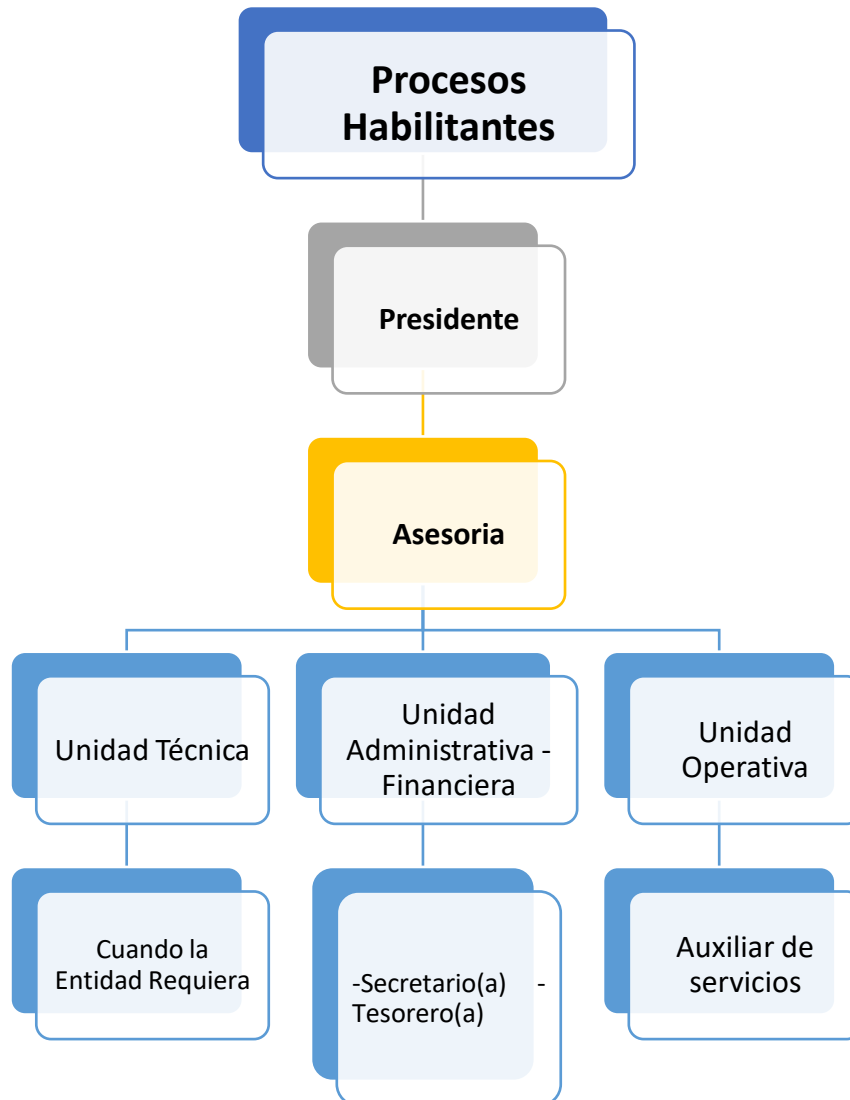 Procesos
Habilitantes
Presidente
Asesoria
Unidad Técnica
Unidad
Administrativa -
Financiera
Unidad
Operativa
Cuando la
Entidad Requiera
-Secretario(a) -
Tesorero(a)
Auxiliar de
servicios